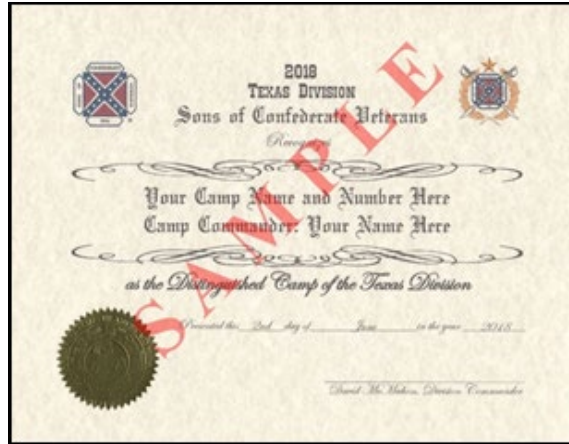 2018
TEXAS DIVISION
Sons of Confederate Veterans
Recognizes
Your Camp Name and Number Here
Camp Commander: Your Name Here
as the Distinguished Camp of the Texas Division
Presented this 2nd day of June in the year 2018
David McMahon, Division Commander
SAMPLE